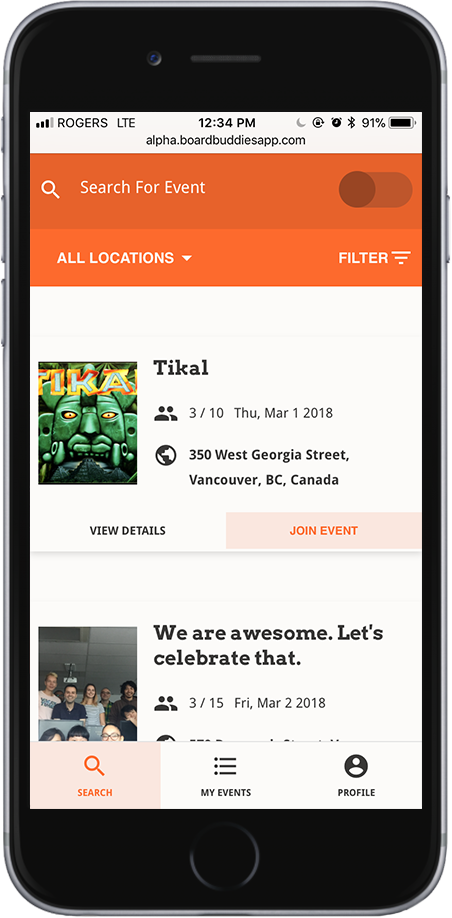 ROGERS LTE 12:34 PM 91%
alpha.boardbuddiesapp.com
Search For Event
ALL LOCATIONS FILTER
TIKAL
Tikal
3 / 10 Thu, Mar 1 2018
350 West Georgia Street,
Vancouver, BC, Canada
VIEW DETAILS JOIN EVENT
We are awesome. Let's
celebrate that.
3 / 15 Fri, Mar 2 2018
SEARCH MY EVENTS PROFILE